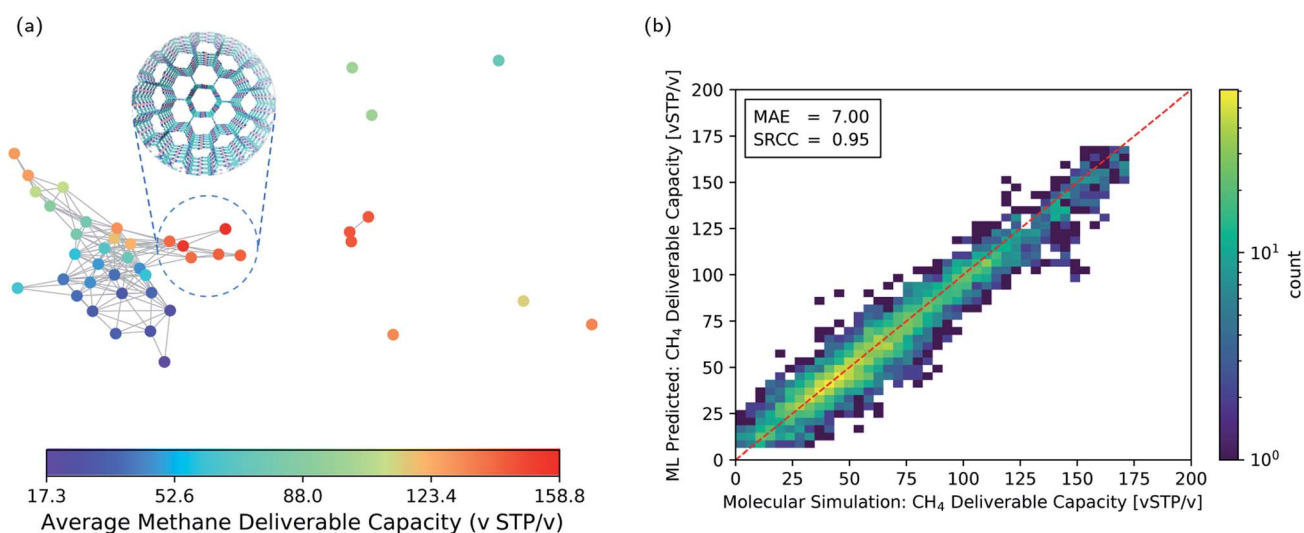 (a)
17.3 52.6 88.0 123.4 158.8
Average Methane Deliverable Capacity (v STP/v)
(b)
ML Predicted: CH₄ Deliverable Capacity [vSTP/v]
200
175
150
125
100
75
50
25
0
MAE = 7.00
SRCC = 0.95
0 25 50 75 100 125 150 175 200
Molecular Simulation: CH₄ Deliverable Capacity [vSTP/v]
10¹
10⁰
count